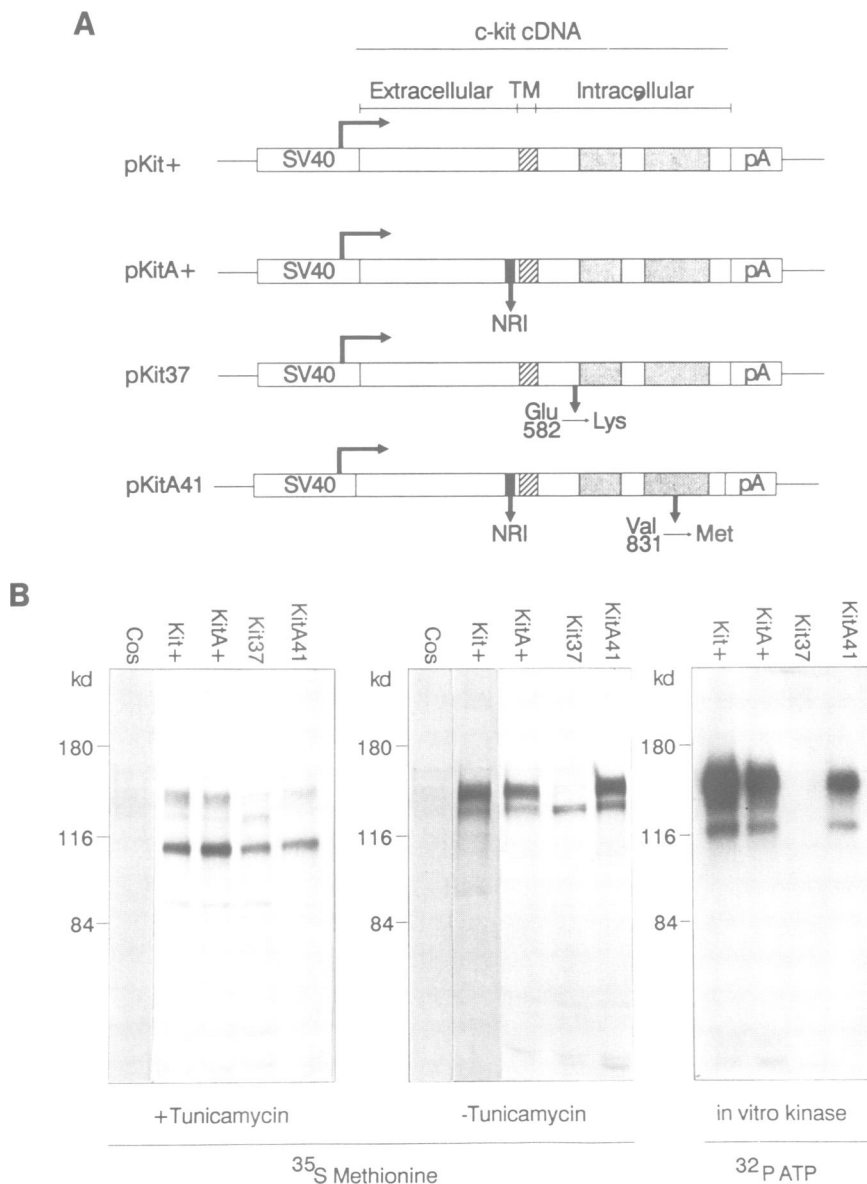 A
c-kit cDNA
Extracellular TM Intracellular
pKit+ SV40 pA
pKitA+ SV40 pA
NRI
pKit37 SV40 pA
Glu 582 → Lys
pKitA41 SV40 pA
NRI
Val 831 → Met
B
Cos Kit+ KitA+ Kit37 KitA41
kd
180
116
84
+Tunicamycin
Cos Kit+ KitA+ Kit37 KitA41
kd
180
116
84
-Tunicamycin
Kit+ KitA+ Kit37 KitA41
kd
180
116
84
in vitro kinase
35S Methionine
32P ATP